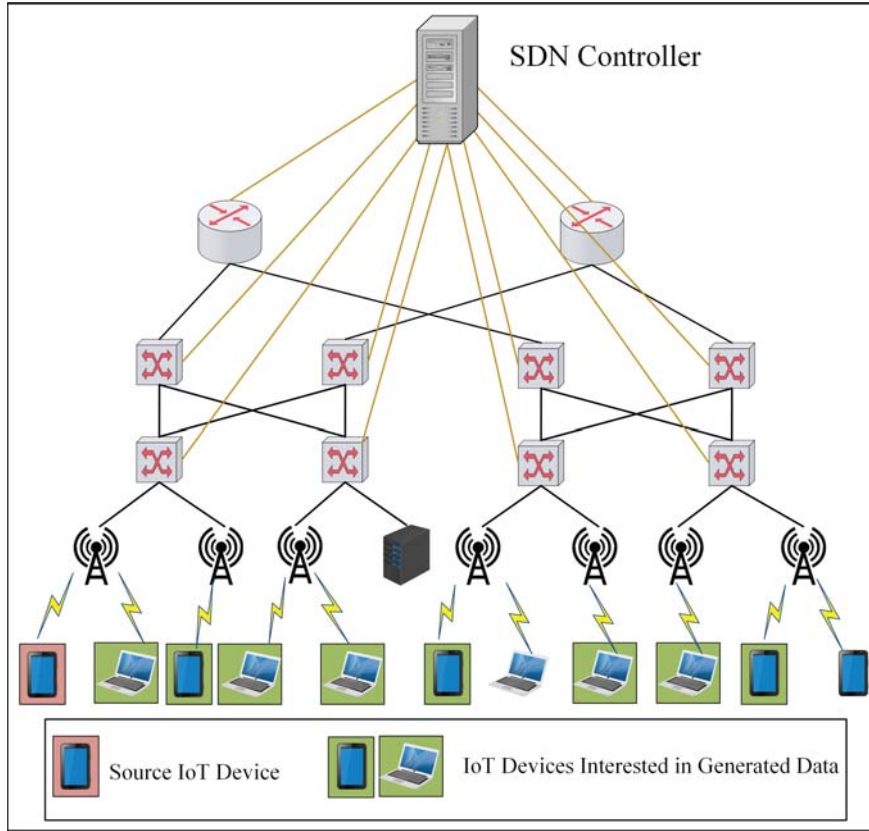 SDN Controller
Source IoT Device
IoT Devices Interested in Generated Data